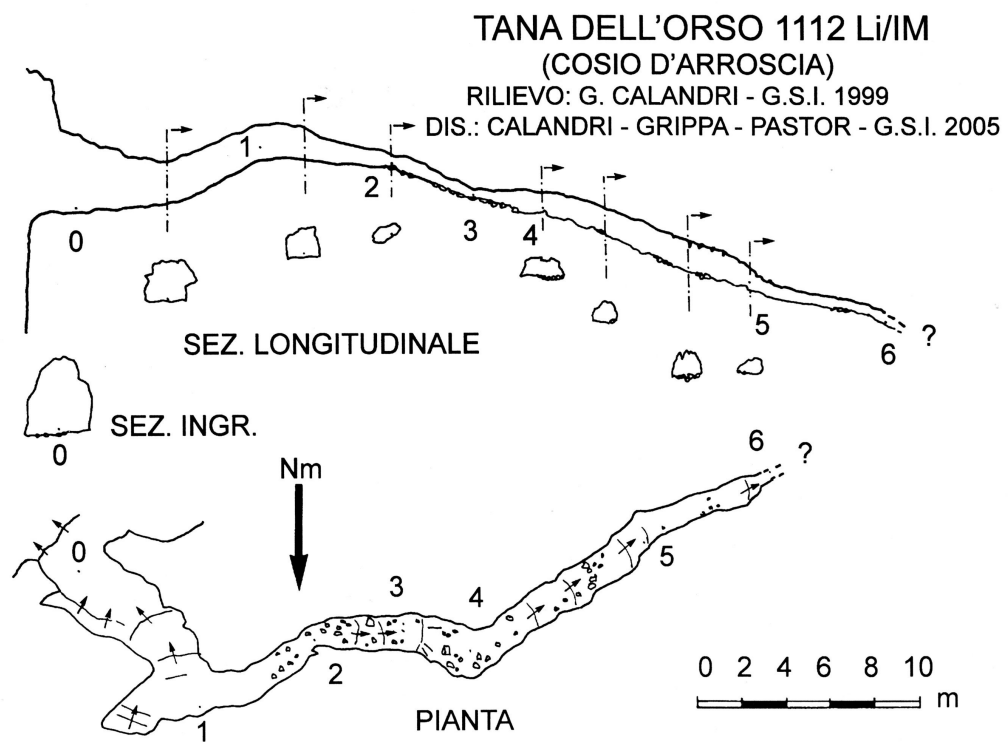 TANA DELL'ORSO 1112 Li/IM
(COSIO D'ARROSCIA)
RILIEVO: G. CALANDRI - G.S.I. 1999
DIS.: CALANDRI - GRIPPA - PASTOR - G.S.I. 2005
1
2
0
3
4
5
6
?
SEZ. LONGITUDINALE
SEZ. INGR.
0
Nm
6
?
0
5
3
4
2
1
PIANTA
0 2 4 6 8 10
m